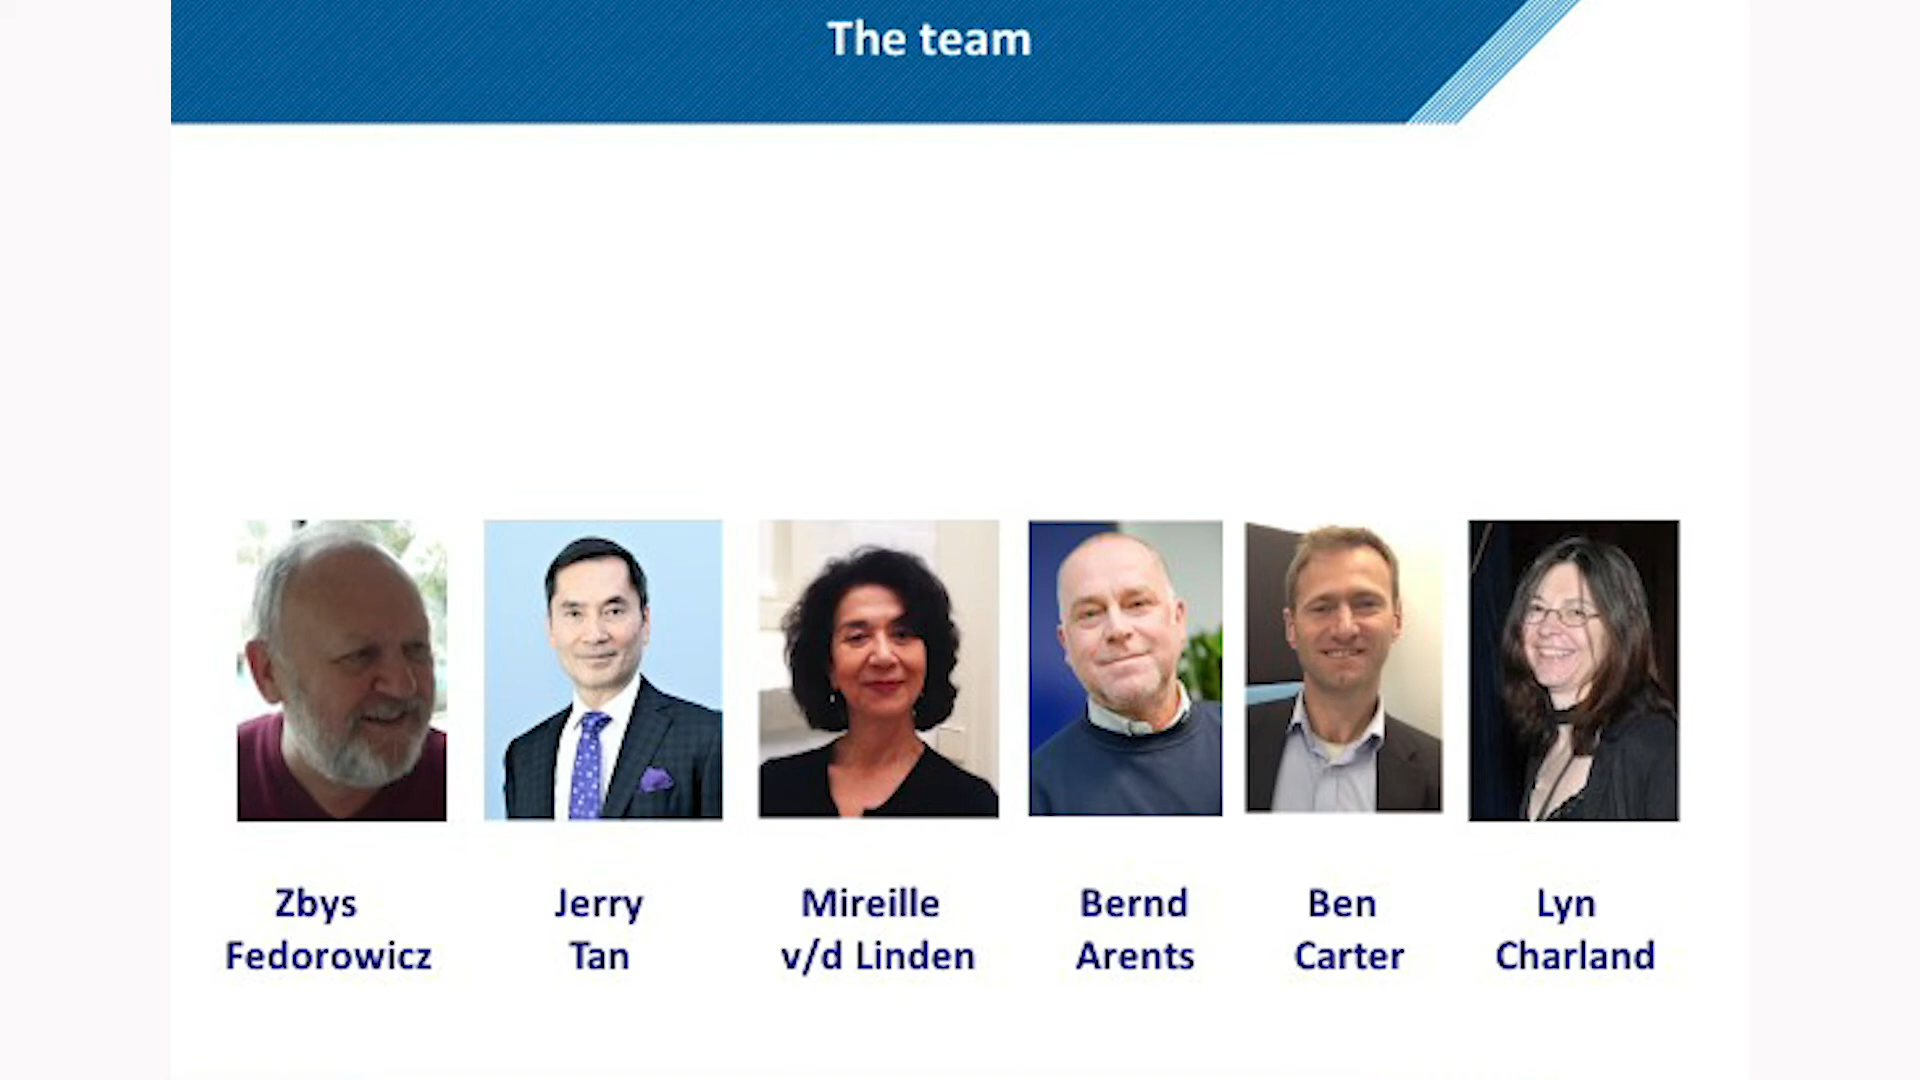 The team
Zbys
Fedorowicz
Jerry
Tan
Mireille
v/d Linden
Bernd
Arents
Ben
Carter
Lyn
Charland